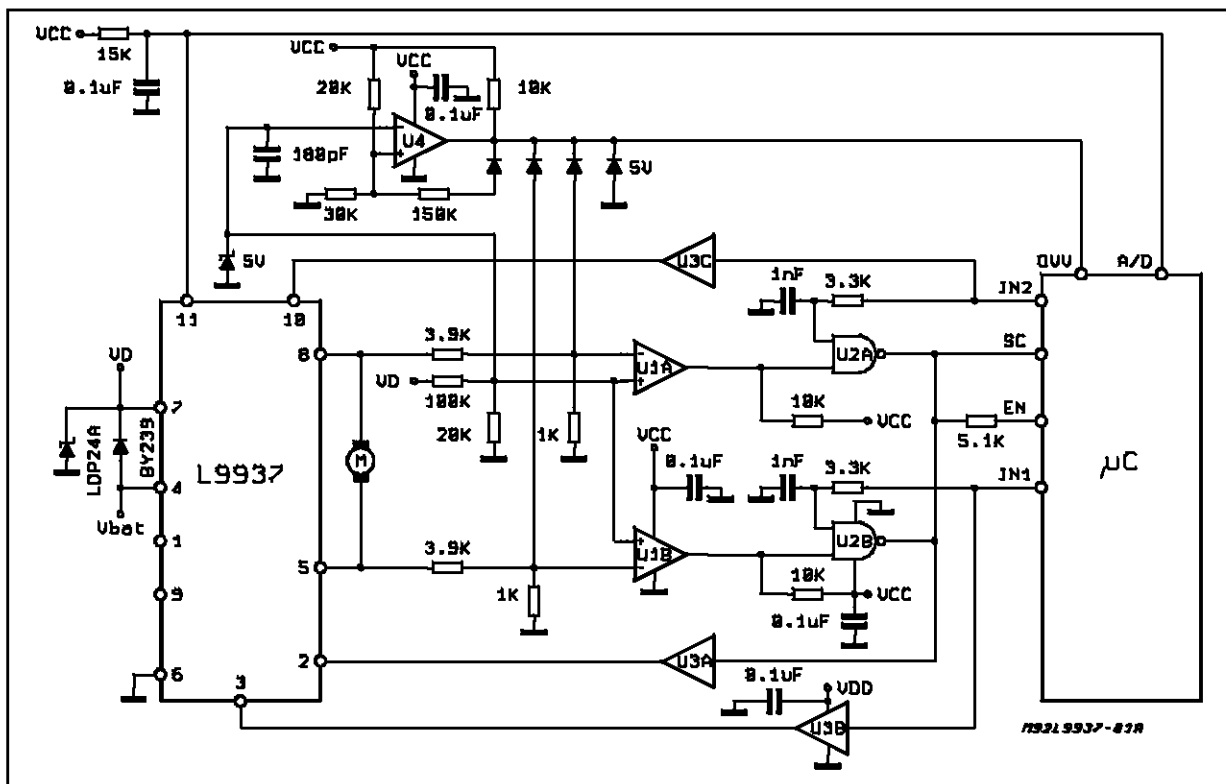 VCC
15K
0.1uF
VCC
20K
VCC
0.1uF
10K
U4
100pF
30K
150K
5V
5V
U3C
OVV
A/D
1nF
3.3K
IN2
11
10
8
3.9K
U1A
U2A
SC
VD
VD
100K
10K
VCC
EN
5.1K
7
20K
1K
LDP24A
BY239
L9937
M
VCC
0.1uF
1nF
3.3K
IN1
µC
4
Vbat
1
5
3.9K
U1B
U2B
9
1K
10K
VCC
0.1uF
2
U3A
6
3
0.1uF
VDD
U3B
M92L9937-01A